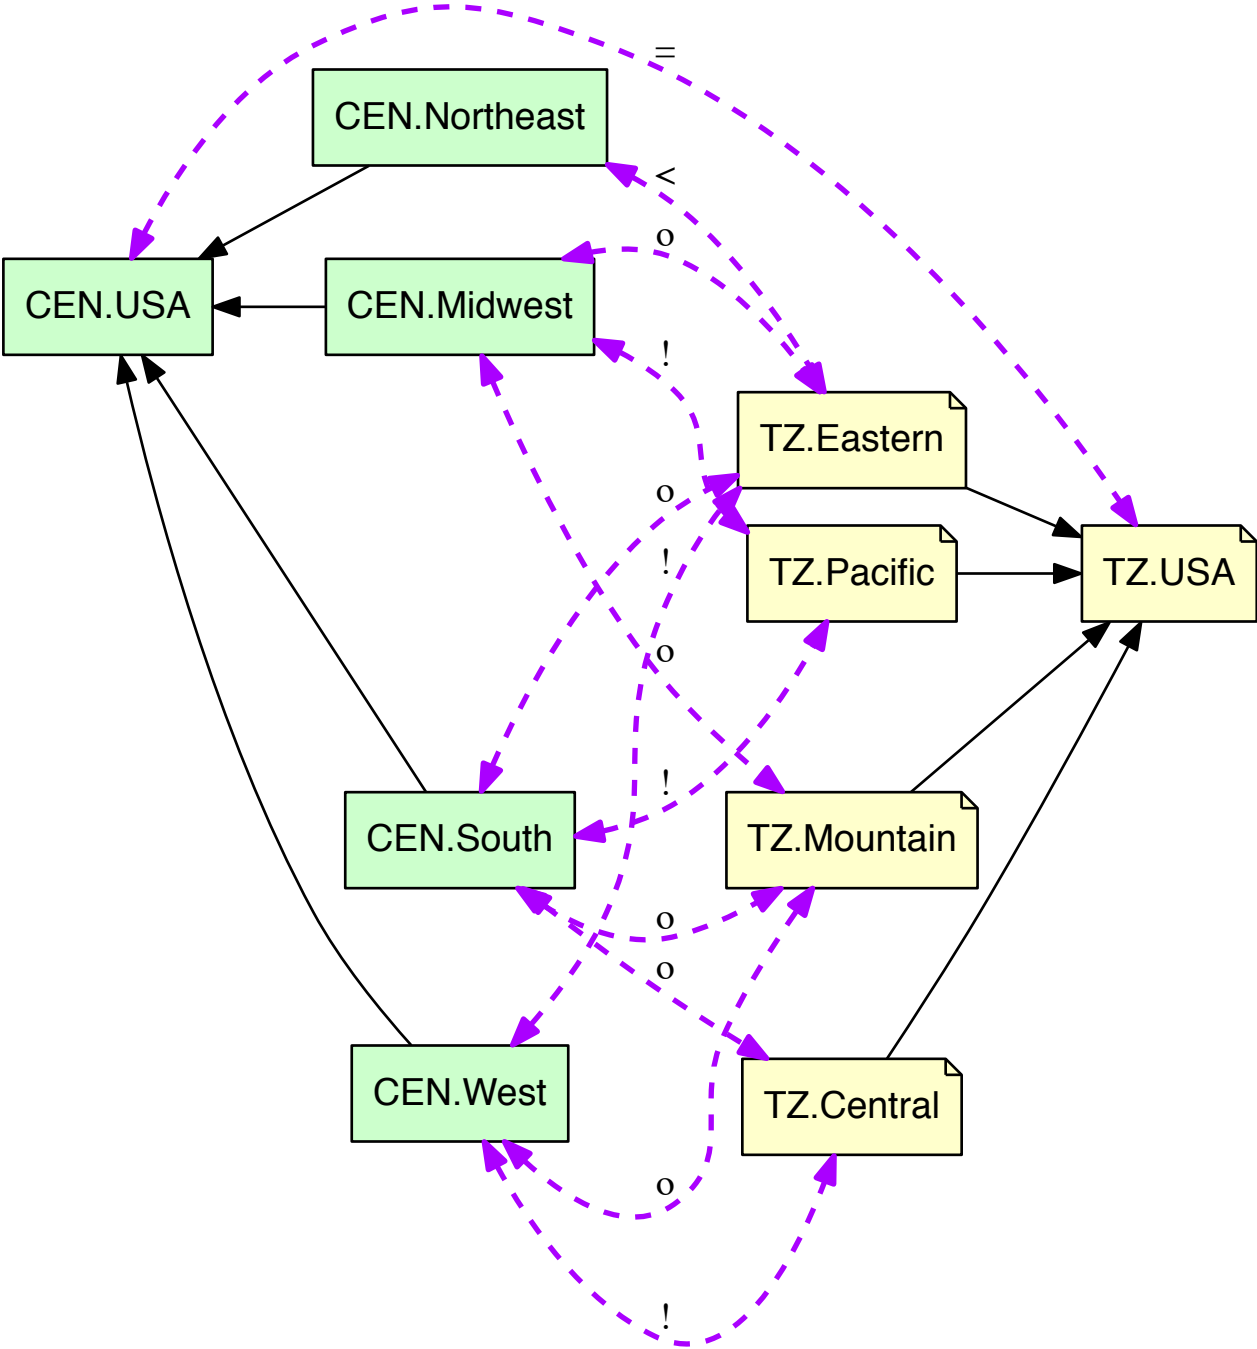 =
CEN.Northeast
<
o
CEN.USA
CEN.Midwest
!
TZ.Eastern
o
!
TZ.Pacific
TZ.USA
o
!
CEN.South
TZ.Mountain
o
o
CEN.West
TZ.Central
o
!